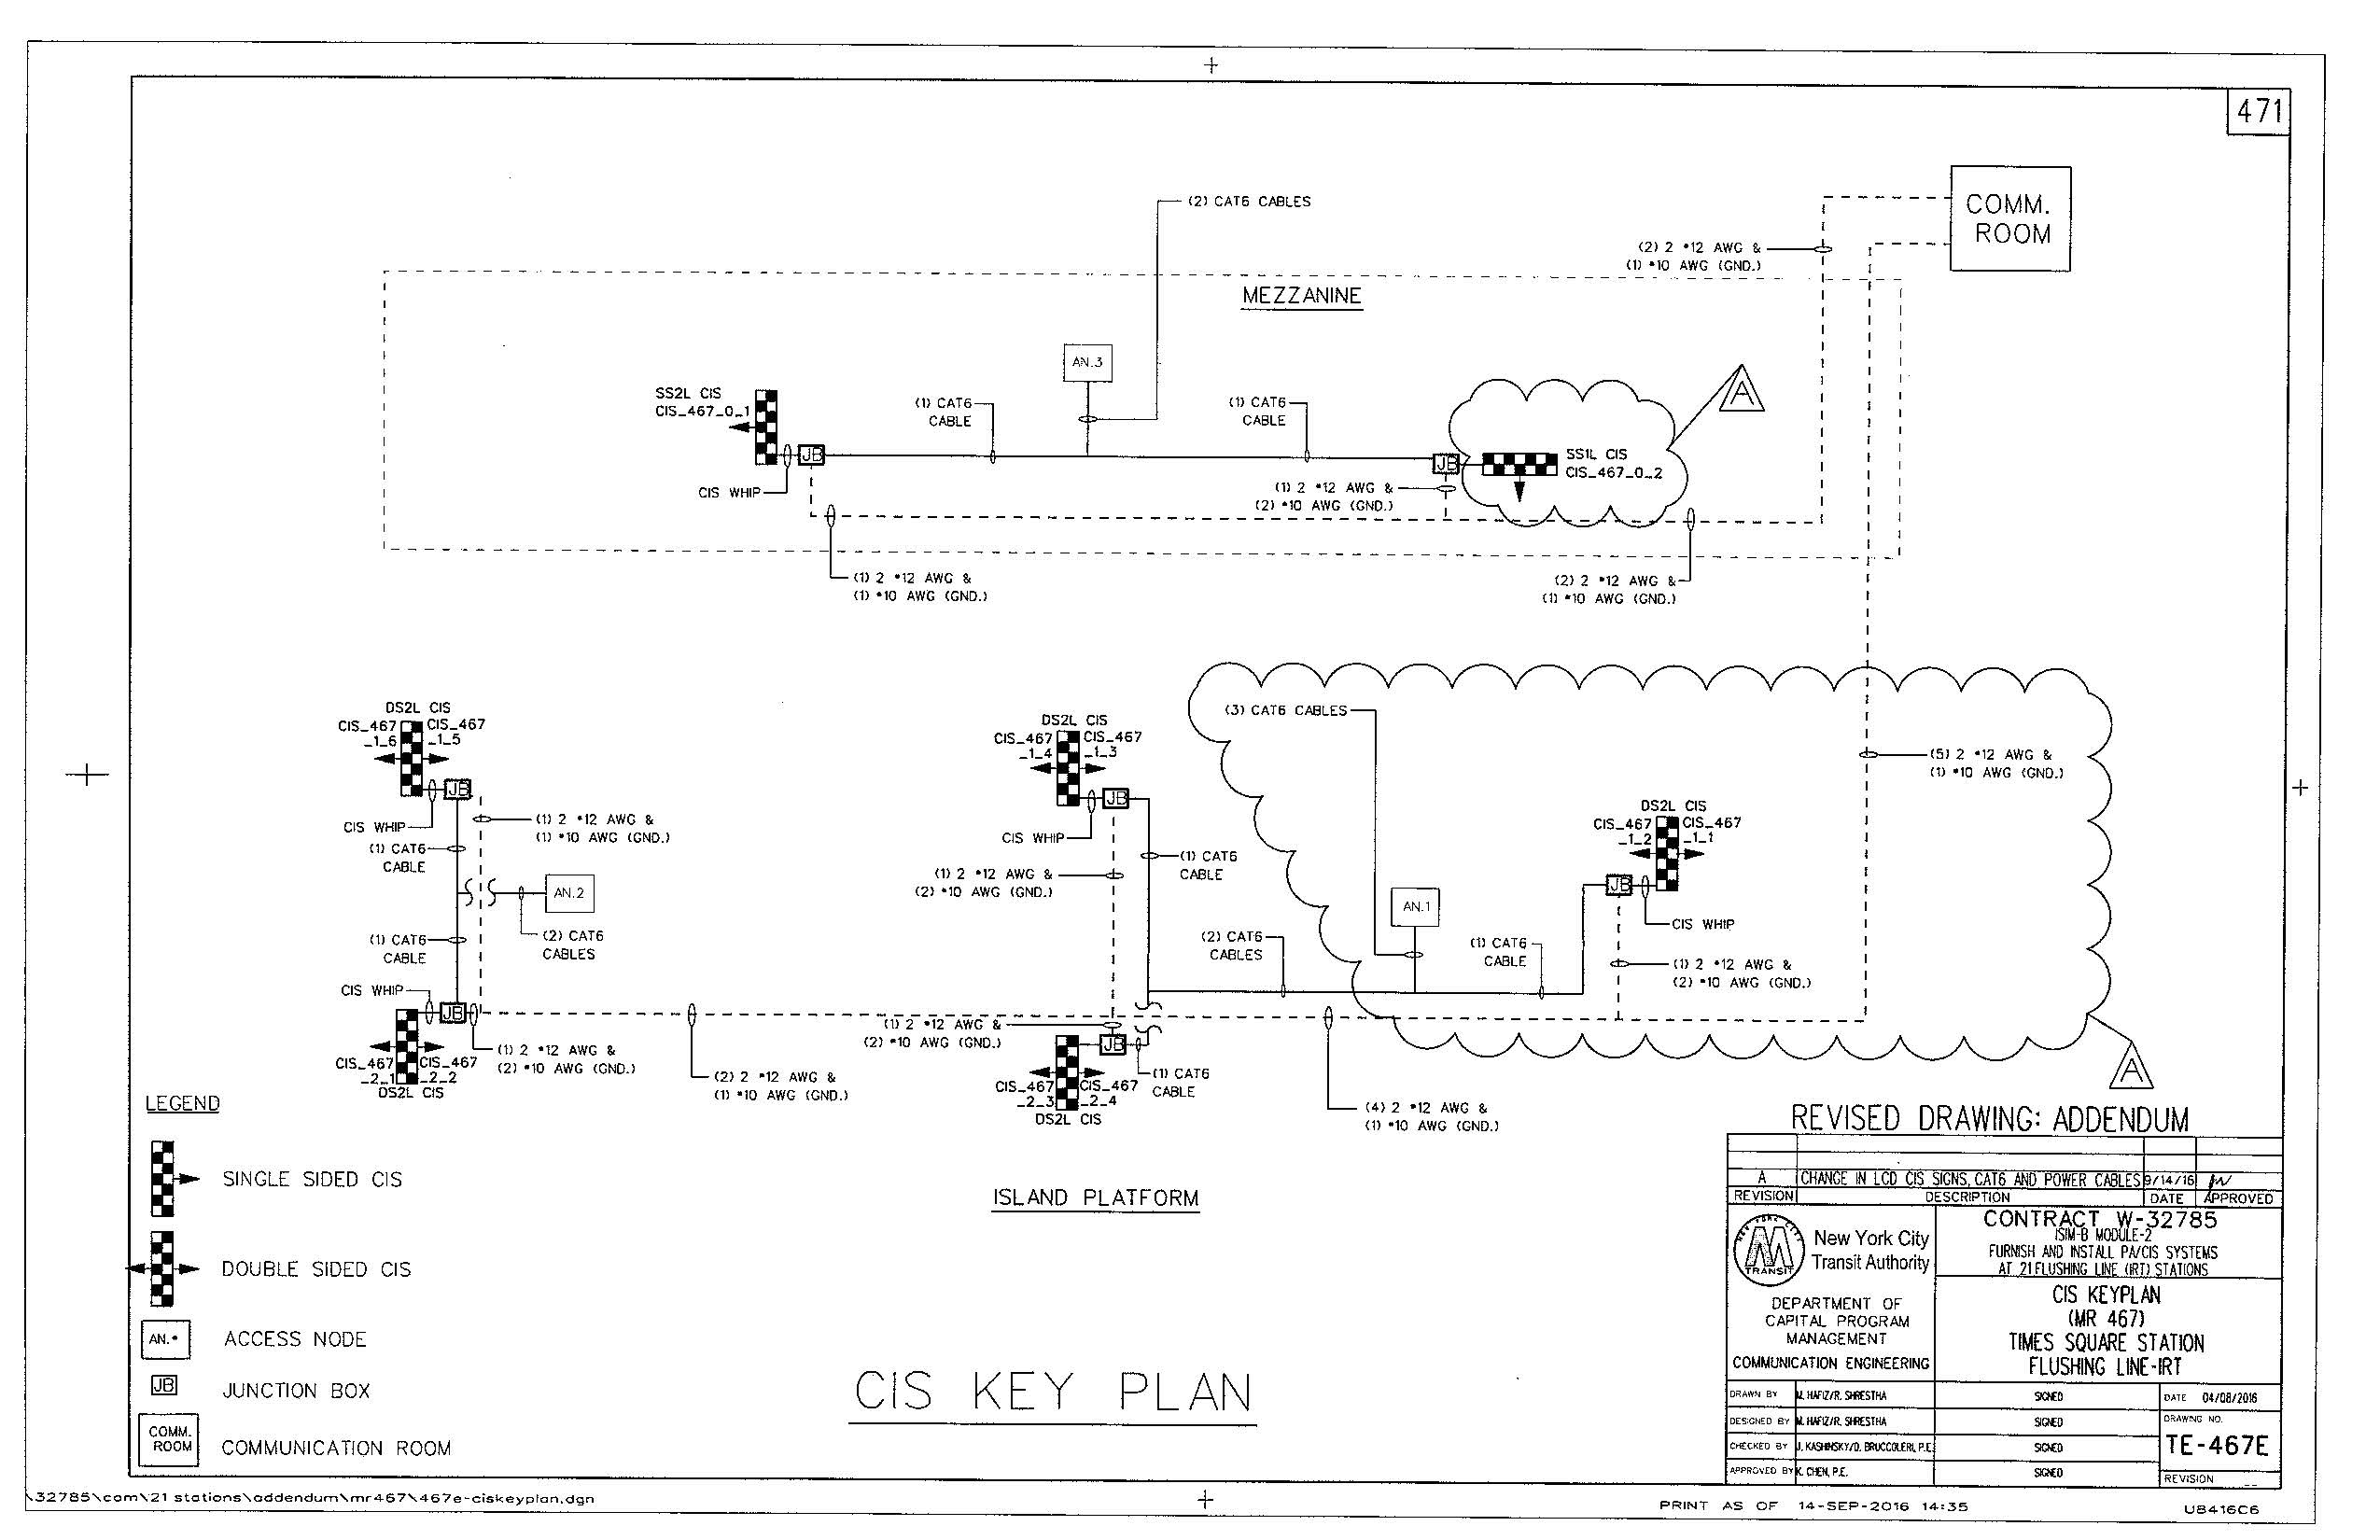 471
COMM.
ROOM
(2) CAT6 CABLES
(2) 2 #12 AWG &
(1) #10 AWG (GND.)
MEZZANINE
AN.3
SS2L CIS
CIS_467_0_1
(1) CAT6
CABLE
(1) CAT6
CABLE
A
JB
CIS WHIP
JB
SS1L CIS
CIS_467_0_2
(1) 2 #12 AWG &
(2) #10 AWG (GND.)
(1) 2 #12 AWG &
(1) #10 AWG (GND.)
(2) 2 #12 AWG &
(1) #10 AWG (GND.)
DS2L CIS
CIS_467
_1_6
CIS_467
_1_5
JB
CIS WHIP
(1) 2 #12 AWG &
(1) #10 AWG (GND.)
(1) CAT6
CABLE
AN.2
(2) CAT6
CABLES
(1) CAT6
CABLE
CIS WHIP
JB
CIS_467
_2_1
CIS_467
_2_2
DS2L CIS
(1) 2 #12 AWG &
(2) #10 AWG (GND.)
(2) 2 #12 AWG &
(1) #10 AWG (GND.)
DS2L CIS
CIS_467
_1_4
CIS_467
_1_3
JB
CIS WHIP
(1) CAT6
CABLE
(1) 2 #12 AWG &
(2) #10 AWG (GND.)
(2) CAT6
CABLES
(1) 2 #12 AWG &
(2) #10 AWG (GND.)
JB
CIS_467
_2_3
CIS_467
_2_4
DS2L CIS
(1) CAT6
CABLE
(3) CAT6 CABLES
AN.1
(1) CAT6
CABLE
(5) 2 #12 AWG &
(1) #10 AWG (GND.)
DS2L CIS
CIS_467
_1_2
CIS_467
_1_1
JB
CIS WHIP
(1) 2 #12 AWG &
(2) #10 AWG (GND.)
(4) 2 #12 AWG &
(1) #10 AWG (GND.)
A
ISLAND PLATFORM
LEGEND
SINGLE SIDED CIS
DOUBLE SIDED CIS
AN.*
ACCESS NODE
JB
JUNCTION BOX
COMM.
ROOM
COMMUNICATION ROOM
CIS KEY PLAN
REVISED DRAWING: ADDENDUM
A CHANGE IN LCD CIS SIGNS, CAT6 AND POWER CABLES 9/14/16
REVISION DESCRIPTION DATE APPROVED
NEW YORK CITY
TRANSIT
New York City
Transit Authority
DEPARTMENT OF
CAPITAL PROGRAM
MANAGEMENT
COMMUNICATION ENGINEERING
CONTRACT W-32785
ISIM-B MODULE-2
FURNISH AND INSTALL PA/CIS SYSTEMS
AT 21 FLUSHING LINE (IRT) STATIONS
CIS KEYPLAN
(MR 467)
TIMES SQUARE STATION
FLUSHING LINE-IRT
DRAWN BY M. HAFIZ/R. SHRESTHA SIGNED DATE 04/08/2016
DESIGNED BY M. HAFIZ/R. SHRESTHA SIGNED DRAWING NO.
CHECKED BY J. KASHINSKY/D. BRUCCOLERI, P.E. SIGNED TE-467E
APPROVED BY K. CHEN, P.E. SIGNED REVISION
\32785\com\21 stations\addendum\mr467\467e-ciskeyplan.dgn
PRINT AS OF 14-SEP-2016 14:35
U8416C6